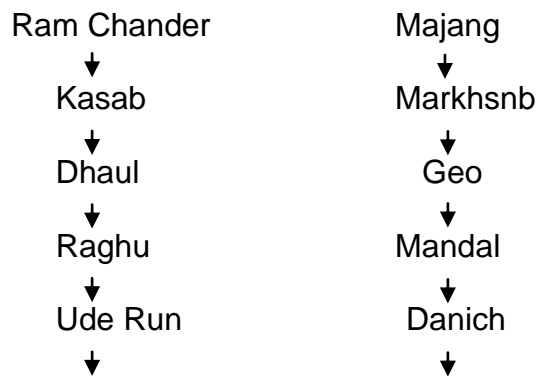 Ram Chander Majang
Kasab Markhsnb
Dhaul Geo
Raghu Mandal
Ude Run Danich